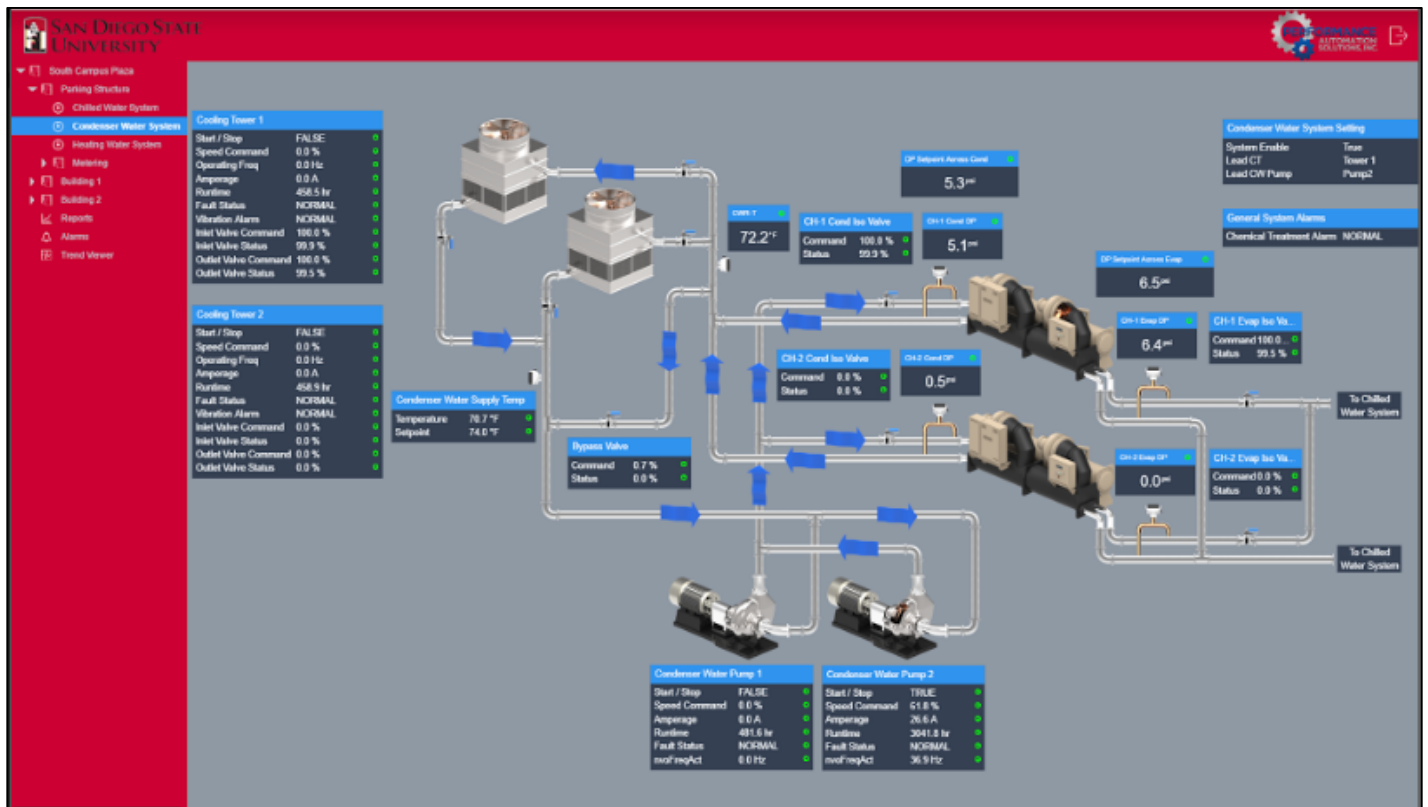 SAN DIEGO STATE
UNIVERSITY
PERFORMANCE
AUTOMATION
SOLUTIONS, INC.
South Campus Plaza
Parking Structure
Chilled Water System
Condenser Water System
Heating Water System
Metering
Building 1
Building 2
Reports
Alarms
Trend Viewer
Cooling Tower 1
Start / Stop FALSE
Speed Command 0.0 %
Operating Freq 0.0 Hz
Amperage 0.0 A
Runtime 458.5 hr
Fault Status NORMAL
Vibration Alarm NORMAL
Inlet Valve Command 100.0 %
Inlet Valve Status 99.9 %
Outlet Valve Command 100.0 %
Outlet Valve Status 99.5 %
Cooling Tower 2
Start / Stop FALSE
Speed Command 0.0 %
Operating Freq 0.0 Hz
Amperage 0.0 A
Runtime 458.9 hr
Fault Status NORMAL
Vibration Alarm NORMAL
Inlet Valve Command 0.0 %
Inlet Valve Status 0.0 %
Outlet Valve Command 0.0 %
Outlet Valve Status 0.0 %
Condenser Water Supply Temp
Temperature 70.7 °F
Setpoint 74.0 °F
Bypass Valve
Command 0.7 %
Status 0.0 %
CWR-T
72.2°F
DP Setpoint Across Cond
5.3psi
CH-1 Cond Iso Valve
Command 100.0 %
Status 99.9 %
CH-1 Cond DP
5.1psi
CH-2 Cond Iso Valve
Command 0.0 %
Status 0.0 %
CH-2 Cond DP
0.5psi
Condenser Water System Setting
System Enable True
Lead CT Tower 1
Lead CW Pump Pump2
General System Alarms
Chemical Treatment Alarm NORMAL
DP Setpoint Across Evap
6.5psi
CH-1 Evap DP
6.4psi
CH-1 Evap Iso Va...
Command 100.0...
Status 99.5 %
CH-2 Evap DP
0.0psi
CH-2 Evap Iso Va...
Command 0.0 %
Status 0.0 %
To Chilled
Water System
To Chilled
Water System
Condenser Water Pump 1
Start / Stop FALSE
Speed Command 0.0 %
Amperage 0.0 A
Runtime 481.6 hr
Fault Status NORMAL
nvoFreqAct 0.0 Hz
Condenser Water Pump 2
Start / Stop TRUE
Speed Command 61.8 %
Amperage 26.6 A
Runtime 3041.8 hr
Fault Status NORMAL
nvoFreqAct 36.9 Hz